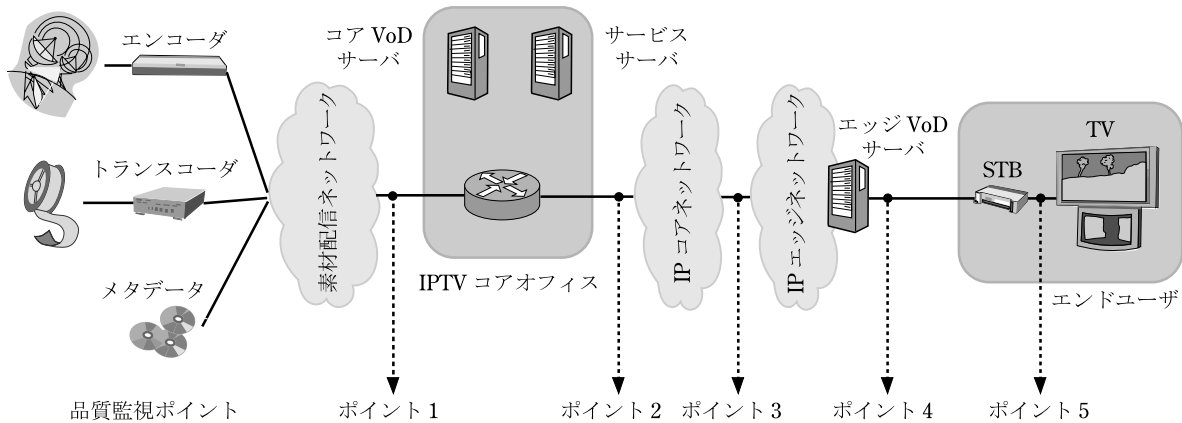 エンコーダ
コア VoD
サーバ
サービス
サーバ
トランスコーダ
素材配信ネットワーク
IPTV コアオフィス
IP コアネットワーク
IP エッジネットワーク
エッジ VoD
サーバ
STB
TV
エンドユーザ
メタデータ
品質監視ポイント
ポイント 1
ポイント 2
ポイント 3
ポイント 4
ポイント 5